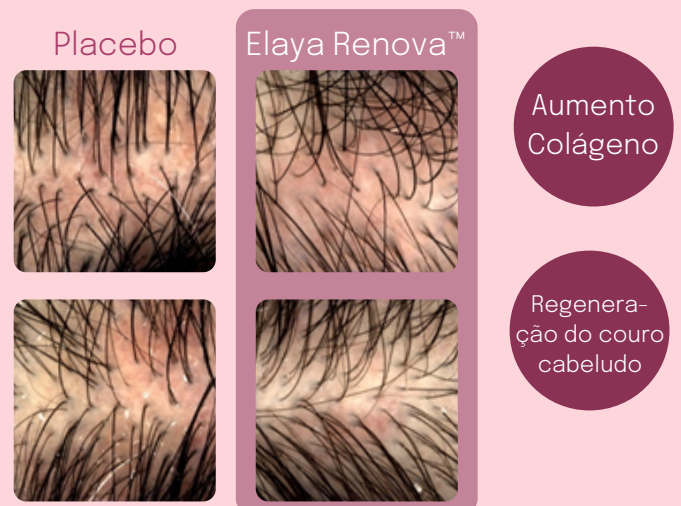 Placebo
Elaya Renova™
Aumento
Colágeno
Regenera-
ção do couro
cabeludo